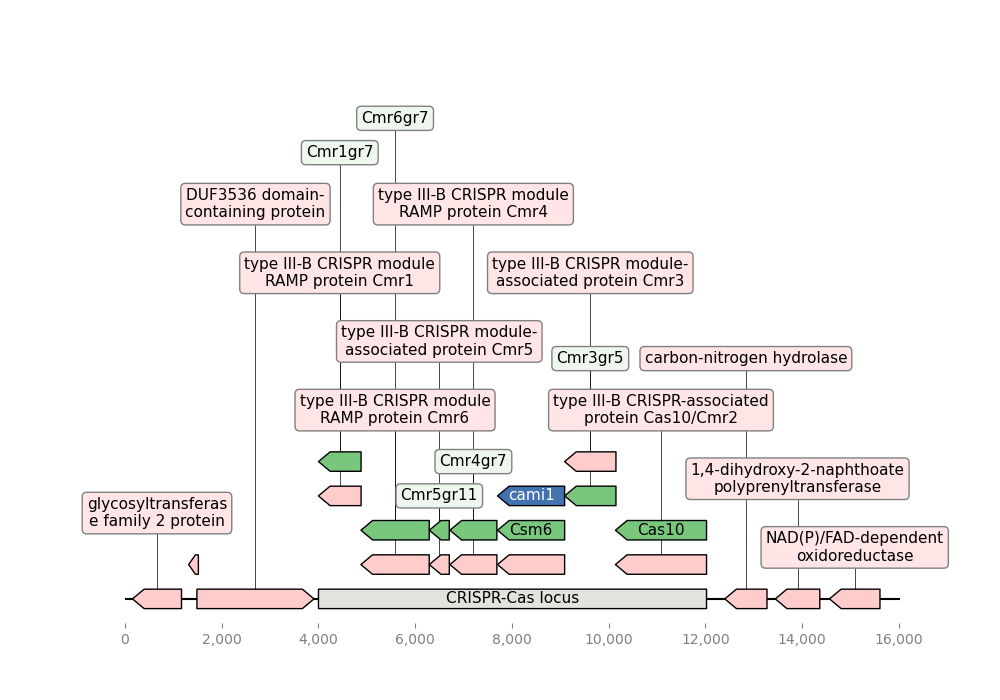 Cmr6gr7
Cmr1gr7
DUF3536 domain-
containing protein
type III-B CRISPR module
RAMP protein Cmr4
type III-B CRISPR module
RAMP protein Cmr1
type III-B CRISPR module-
associated protein Cmr3
type III-B CRISPR module-
associated protein Cmr5
Cmr3gr5
carbon-nitrogen hydrolase
type III-B CRISPR module
RAMP protein Cmr6
type III-B CRISPR-associated
protein Cas10/Cmr2
Cmr4gr7
1,4-dihydroxy-2-naphthoate
polyprenyltransferase
glycosyltransferas
e family 2 protein
Cmr5gr11
cami1
Csm6
Cas10
NAD(P)/FAD-dependent
oxidoreductase
CRISPR-Cas locus
0
2,000
4,000
6,000
8,000
10,000
12,000
14,000
16,000